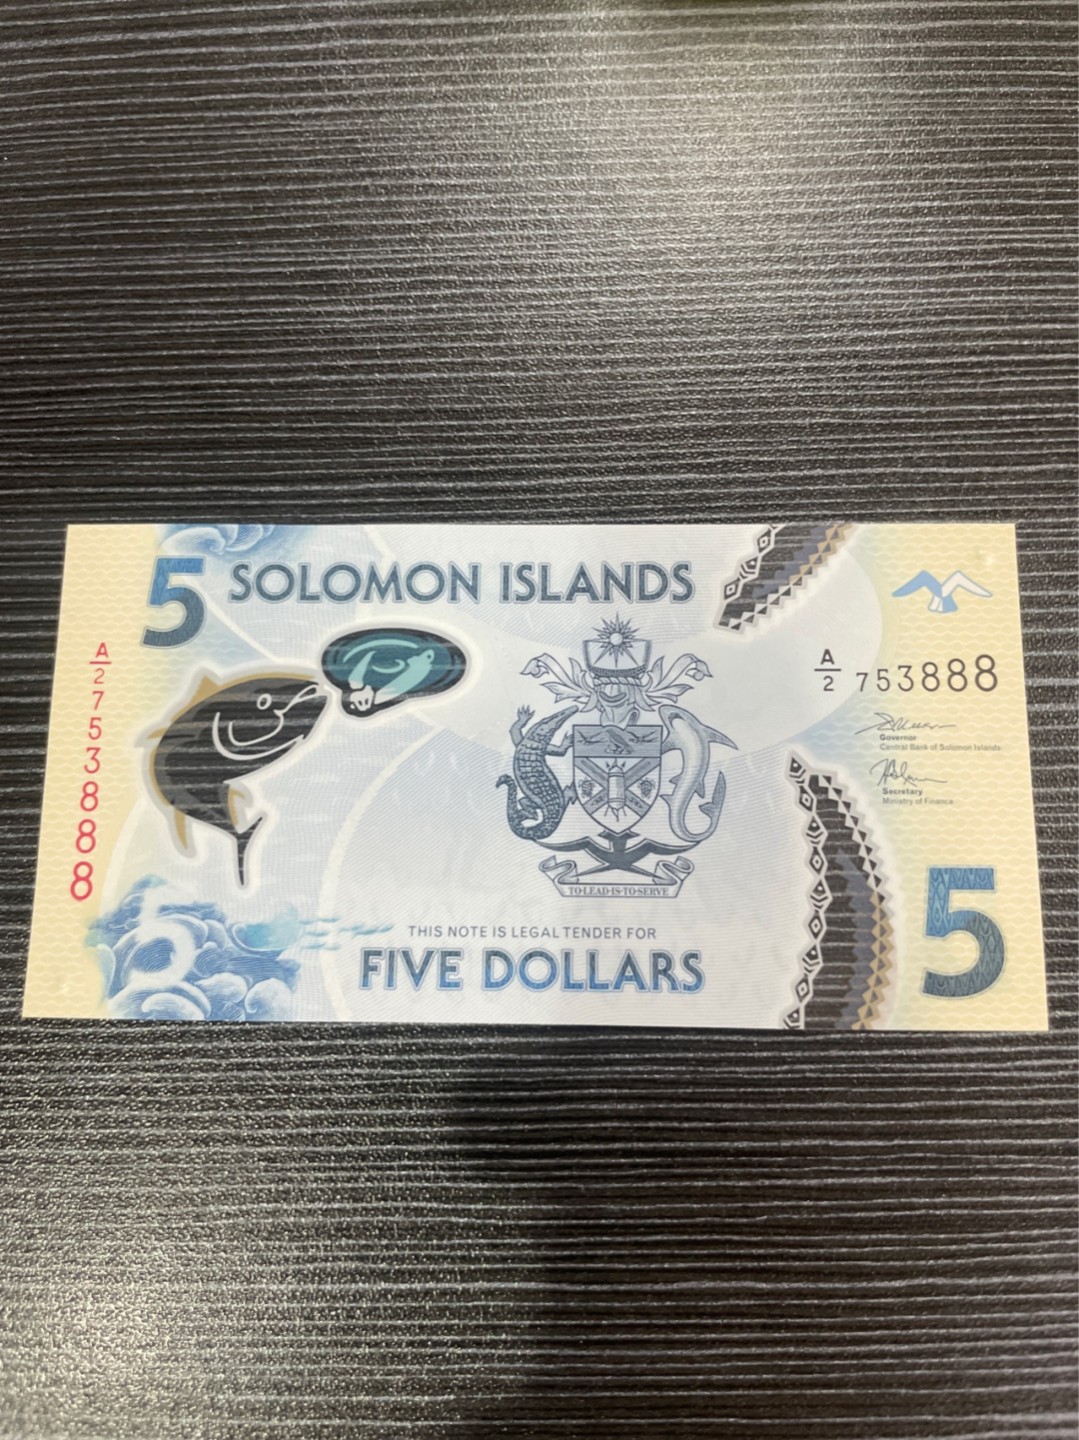 5 SOLOMON ISLANDS
A/2 753888
A/2 753888
Governor
Central Bank of Solomon Islands
Secretary
Ministry of Finance
TO·LEAD·IS·TO·SERVE
THIS NOTE IS LEGAL TENDER FOR
FIVE DOLLARS
5
5